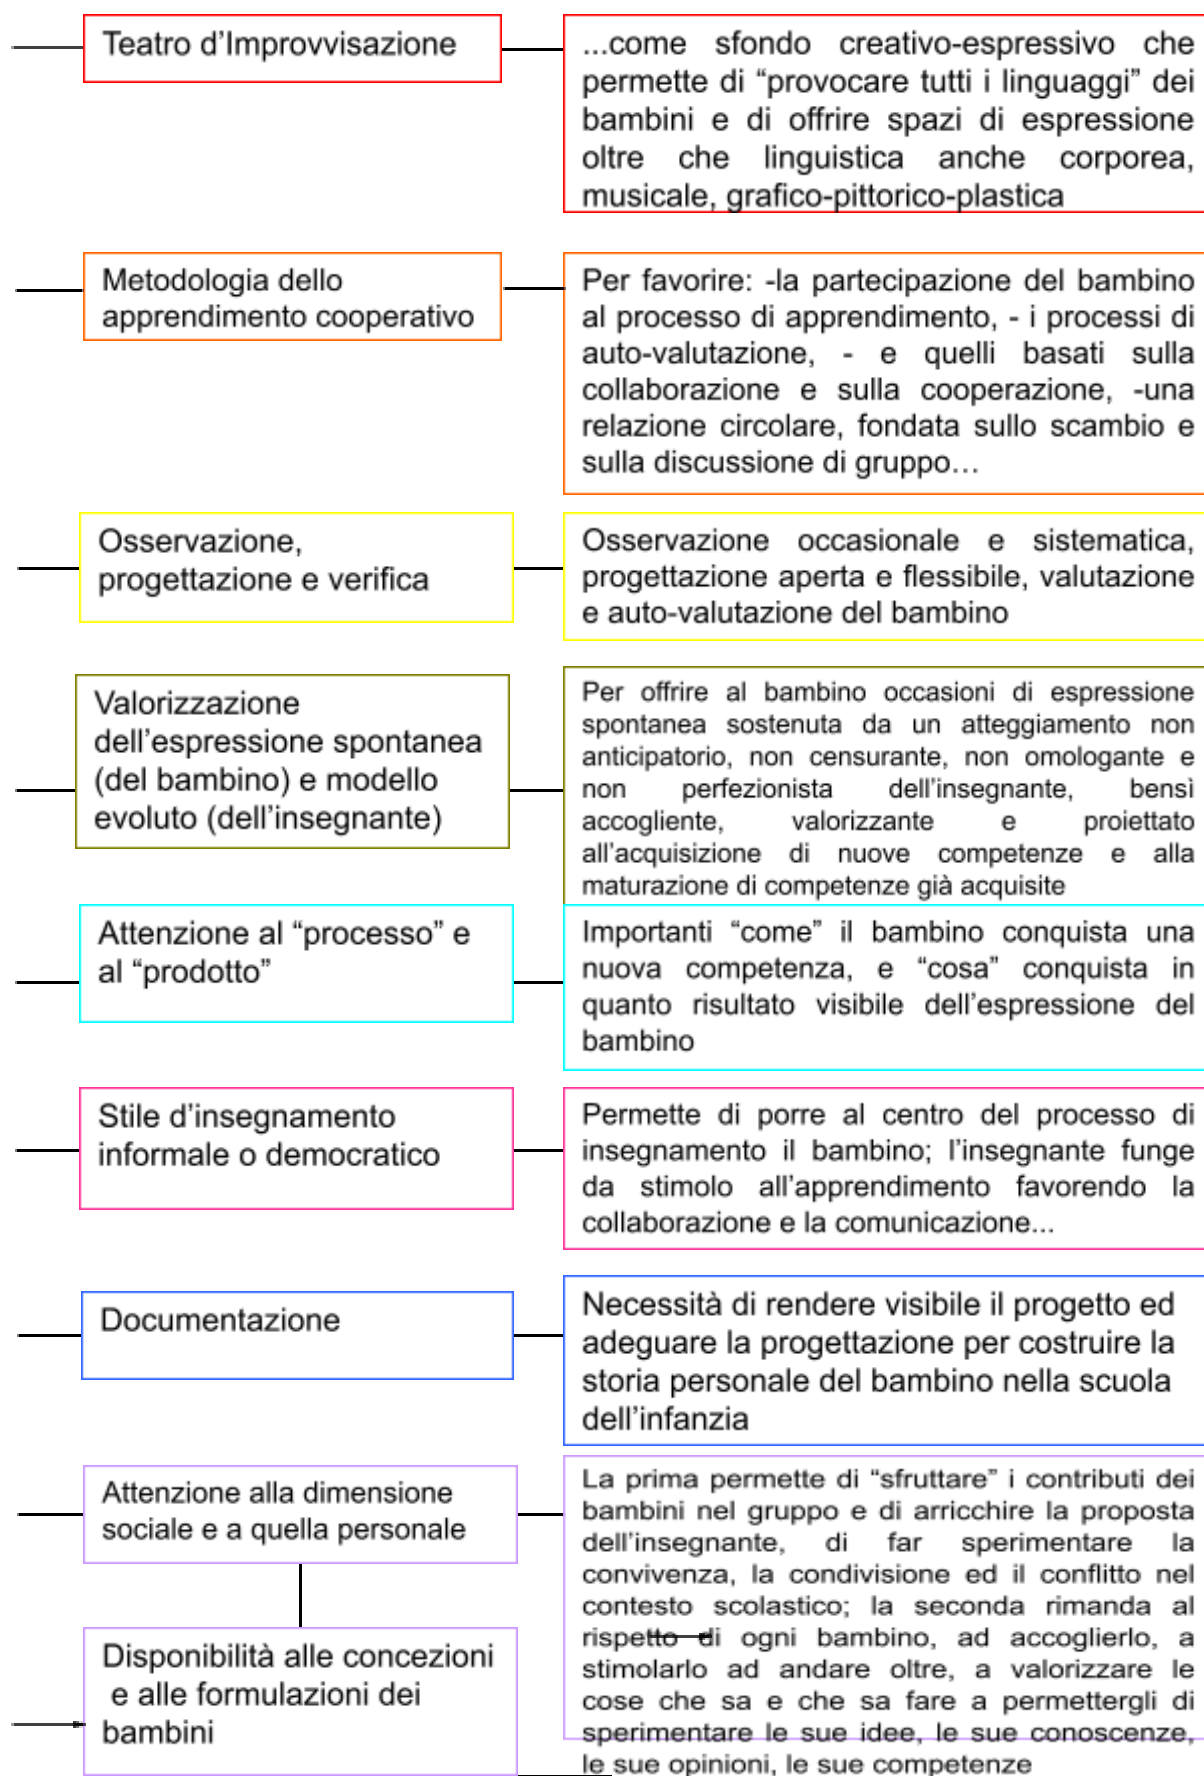 Teatro d’Improvvisazione
...come sfondo creativo-espressivo che
permette di “provocare tutti i linguaggi” dei
bambini e di offrire spazi di espressione
oltre che linguistica anche corporea,
musicale, grafico-pittorico-plastica
Metodologia dello
apprendimento cooperativo
Per favorire: -la partecipazione del bambino
al processo di apprendimento, - i processi di
auto-valutazione, - e quelli basati sulla
collaborazione e sulla cooperazione, -una
relazione circolare, fondata sullo scambio e
sulla discussione di gruppo…
Osservazione,
progettazione e verifica
Osservazione occasionale e sistematica,
progettazione aperta e flessibile, valutazione
e auto-valutazione del bambino
Valorizzazione
dell’espressione spontanea
(del bambino) e modello
evoluto (dell’insegnante)
Per offrire al bambino occasioni di espressione
spontanea sostenuta da un atteggiamento non
anticipatorio, non censurante, non omologante e
non perfezionista dell’insegnante, bensì
accogliente, valorizzante e proiettato
all’acquisizione di nuove competenze e alla
maturazione di competenze già acquisite
Attenzione al “processo” e
al “prodotto”
Importanti “come” il bambino conquista una
nuova competenza, e “cosa” conquista in
quanto risultato visibile dell’espressione del
bambino
Stile d’insegnamento
informale o democratico
Permette di porre al centro del processo di
insegnamento il bambino; l’insegnante funge
da stimolo all’apprendimento favorendo la
collaborazione e la comunicazione...
Documentazione
Necessità di rendere visibile il progetto ed
adeguare la progettazione per costruire la
storia personale del bambino nella scuola
dell’infanzia
Attenzione alla dimensione
sociale e a quella personale
La prima permette di “sfruttare” i contributi dei
bambini nel gruppo e di arricchire la proposta
dell’insegnante, di far sperimentare la
convivenza, la condivisione ed il conflitto nel
contesto scolastico; la seconda rimanda al
rispetto di ogni bambino, ad accoglierlo, a
stimolarlo ad andare oltre, a valorizzare le
cose che sa e che sa fare a permettergli di
sperimentare le sue idee, le sue conoscenze,
le sue opinioni, le sue competenze
Disponibilità alle concezioni
e alle formulazioni dei
bambini